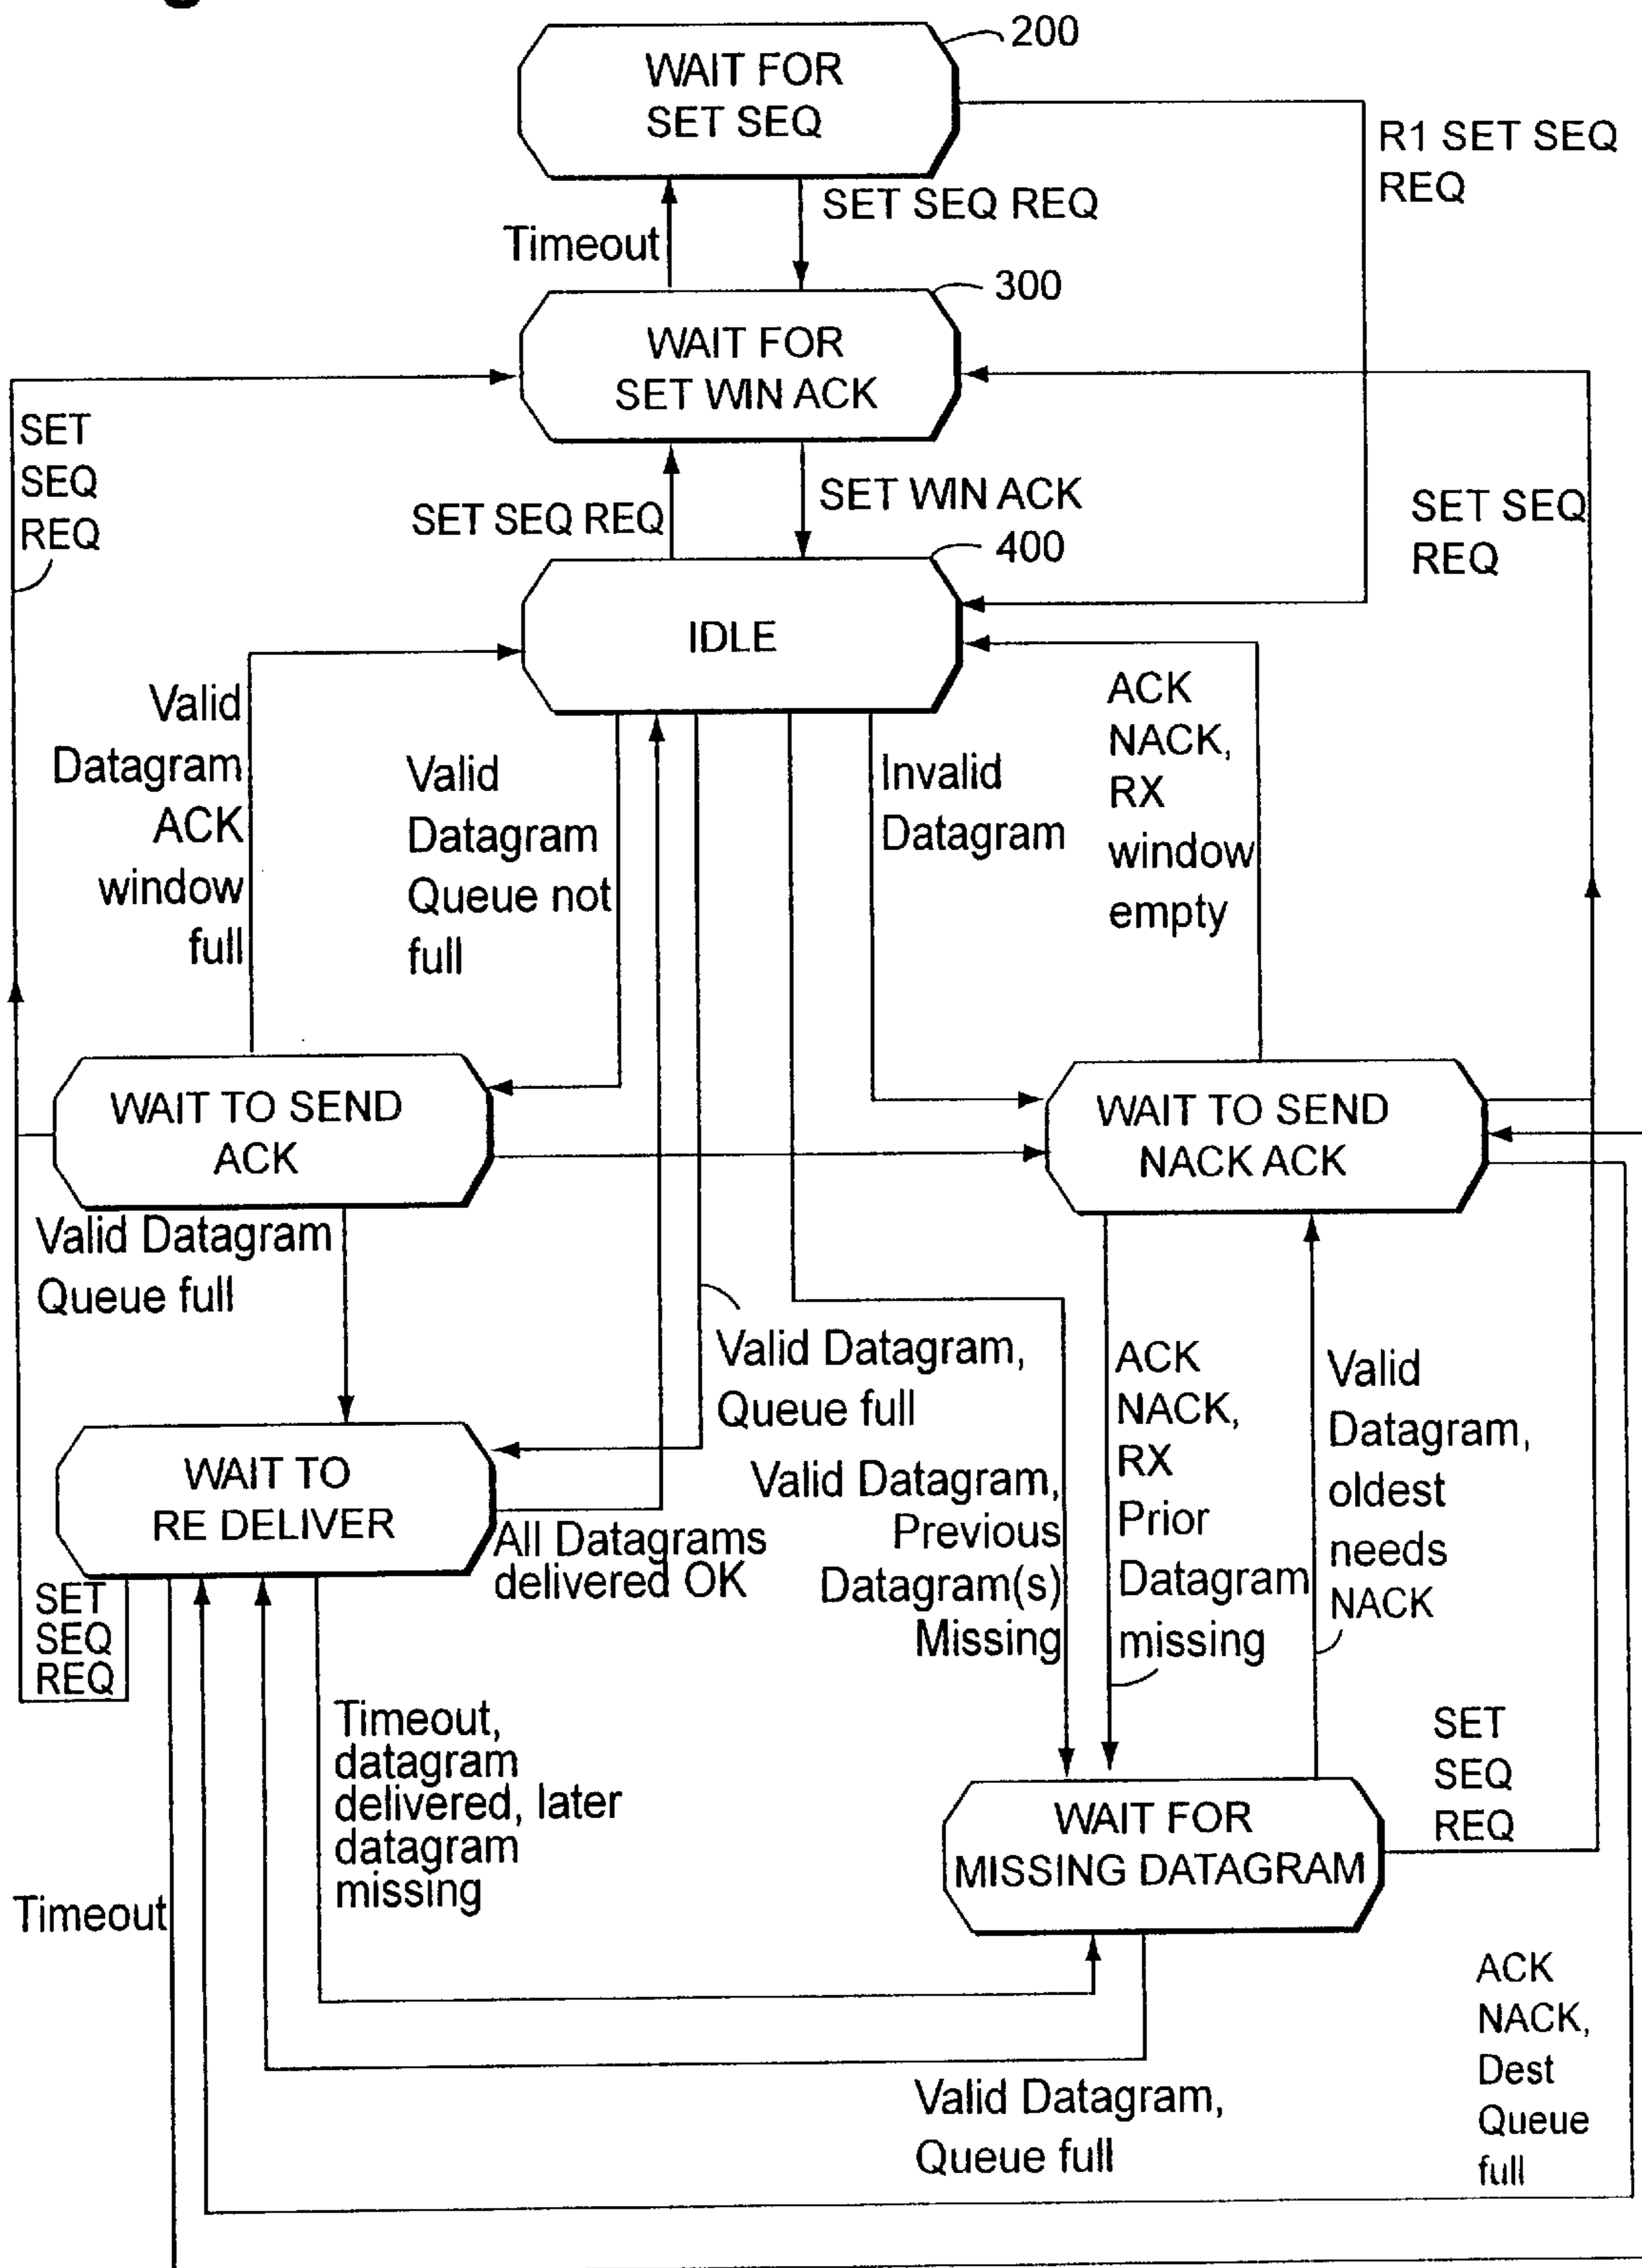 200
WAIT FOR
SET SEQ
R1 SET SEQ
REQ
SET SEQ REQ
Timeout
300
WAIT FOR
SET WIN ACK
SET
SEQ
REQ
SET WIN ACK
SET SEQ REQ
SET SEQ
REQ
400
IDLE
Valid
Datagram
ACK
window
full
Valid
Datagram
Queue not
full
Invalid
Datagram
ACK
NACK,
RX
window
empty
WAIT TO SEND
ACK
WAIT TO SEND
NACK ACK
Valid Datagram
Queue full
Valid Datagram,
Queue full
ACK
NACK,
RX
Prior
Datagram
missing
Valid
Datagram,
oldest
needs
NACK
WAIT TO
RE DELIVER
Valid Datagram,
Previous
Datagram(s)
Missing
All Datagrams
delivered OK
SET
SEQ
REQ
Timeout,
datagram
delivered, later
datagram
missing
SET
SEQ
REQ
WAIT FOR
MISSING DATAGRAM
Timeout
ACK
NACK,
Dest
Queue
full
Valid Datagram,
Queue full